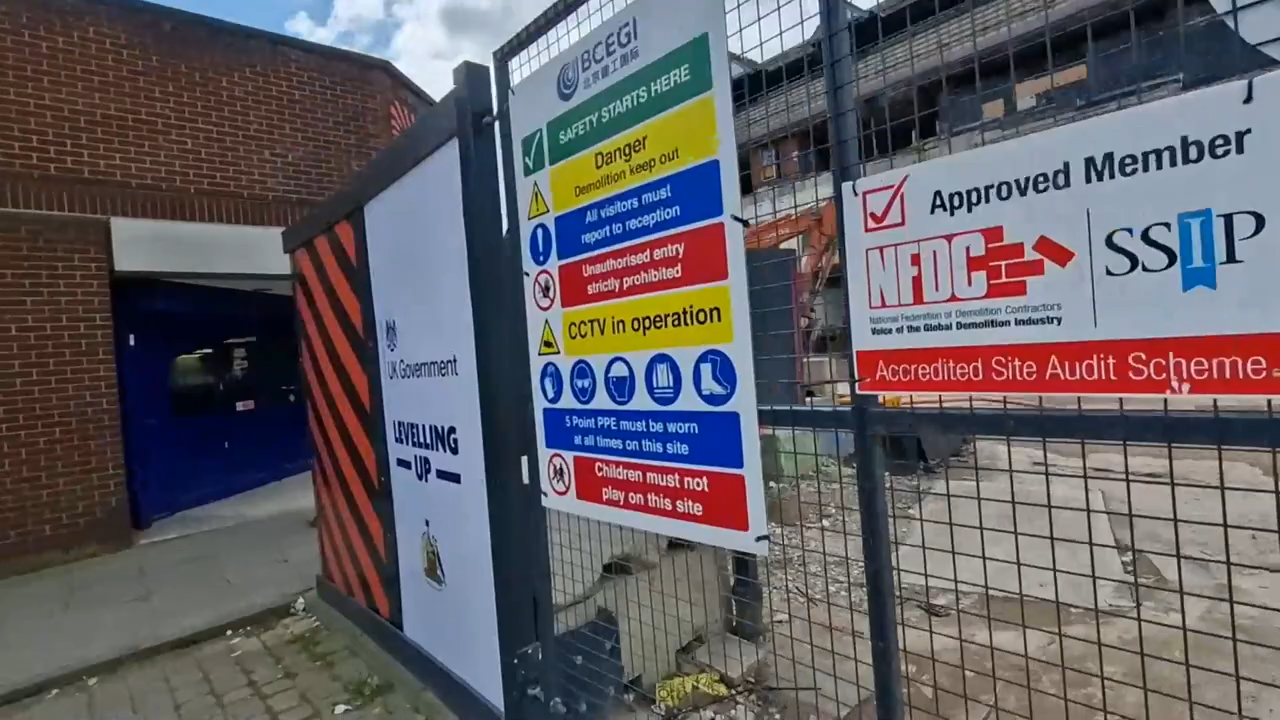 UK Government
LEVELLING
UP
BCEGI
北京建工国际
SAFETY STARTS HERE
Danger
Demolition keep out
All visitors must
report to reception
Unauthorised entry
strictly prohibited
CCTV in operation
5 Point PPE must be worn
at all times on this site
Children must not
play on this site
Approved Member
NFDC
National Federation of Demolition Contractors
Voice of the Global Demolition Industry
SSIP
Accredited Site Audit Scheme